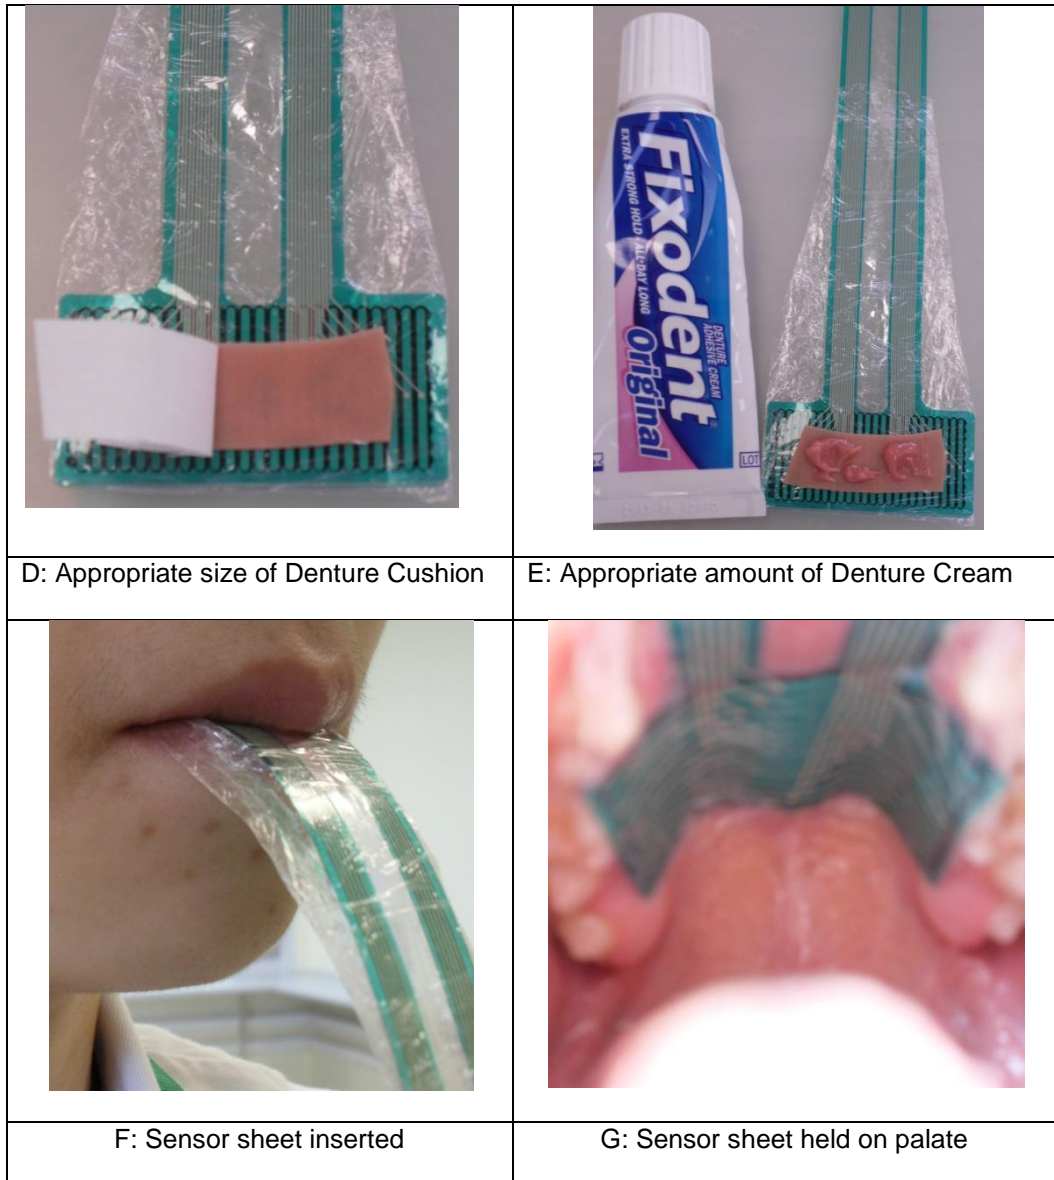 Fixodent
EXTRA STRONG HOLD • ALL-DAY LONG
DENTURE
ADHESIVE CREAM
Original
LOT
D: Appropriate size of Denture Cushion
E: Appropriate amount of Denture Cream
F: Sensor sheet inserted
G: Sensor sheet held on palate